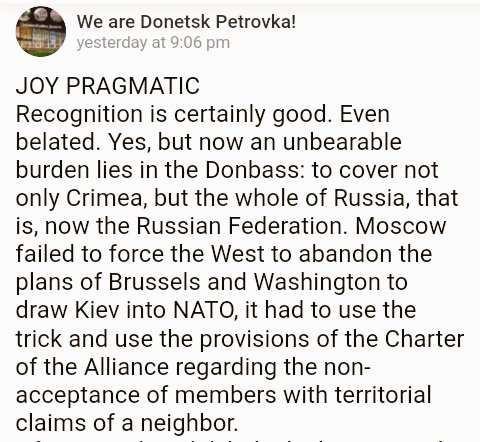 We are Donetsk Petrovka!
yesterday at 9:06 pm
JOY PRAGMATIC
Recognition is certainly good. Even
belated. Yes, but now an unbearable
burden lies in the Donbass: to cover not
only Crimea, but the whole of Russia, that
is, now the Russian Federation. Moscow
failed to force the West to abandon the
plans of Brussels and Washington to
draw Kiev into NATO, it had to use the
trick and use the provisions of the Charter
of the Alliance regarding the non-
acceptance of members with territorial
claims of a neighbor.